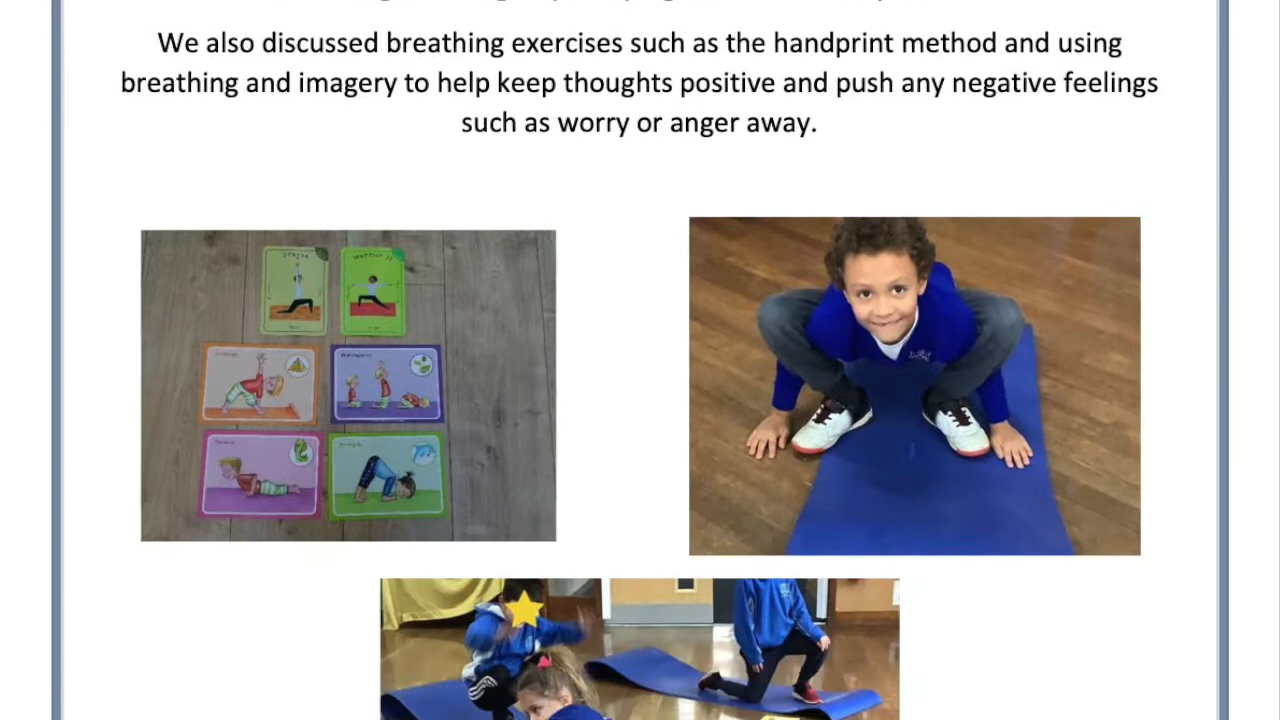 We also discussed breathing exercises such as the handprint method and using
breathing and imagery to help keep thoughts positive and push any negative feelings
such as worry or anger away.